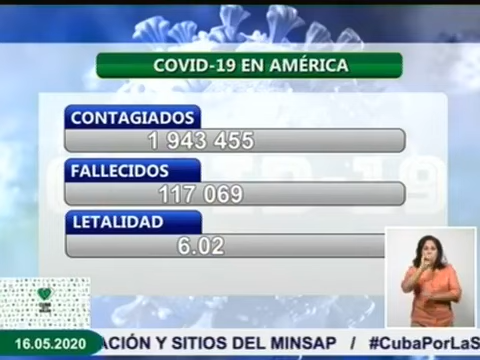 COVID-19 EN AMÉRICA
CONTAGIADOS
1 943 455
FALLECIDOS
117 069
LETALIDAD
6.02
16.05.2020
ACIÓN Y SITIOS DEL MINSAP / #CubaPorLaS